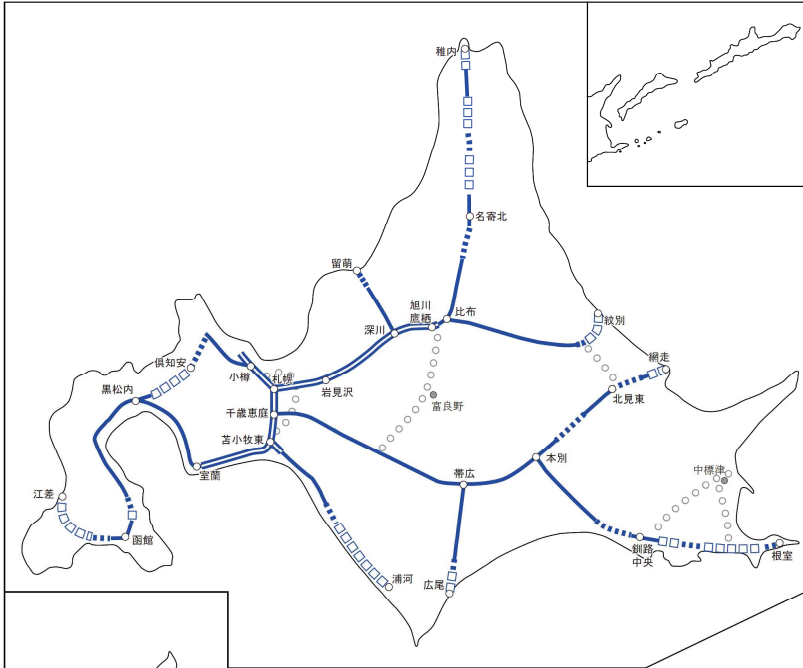 稚内
名寄北
留萌
旭川
鷹栖
比布
深川
紋別
網走
倶知安
小樽
札幌
岩見沢
北見東
黒松内
千歳恵庭
富良野
苫小牧東
本別
中標津
室蘭
帯広
江差
函館
浦河
広尾
釧路
中央
根室